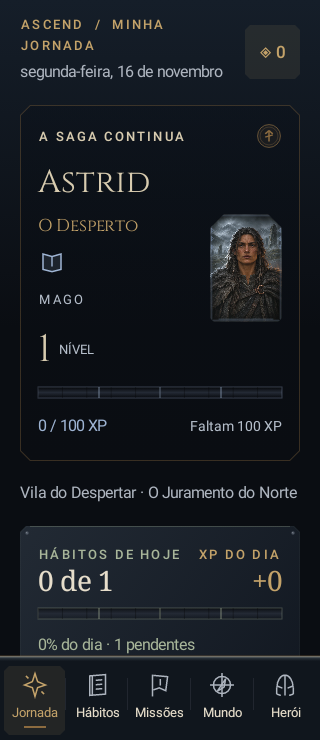 ASCEND / MINHA
JORNADA
segunda-feira, 16 de novembro
0
A SAGA CONTINUA
ASTRID
O DESPERTO
MAGO
1 NÍVEL
0 / 100 XP
Faltam 100 XP
Vila do Despertar · O Juramento do Norte
HÁBITOS DE HOJE
XP DO DIA
0 de 1
+0
0% do dia · 1 pendentes
Jornada
Hábitos
Missões
Mundo
Herói